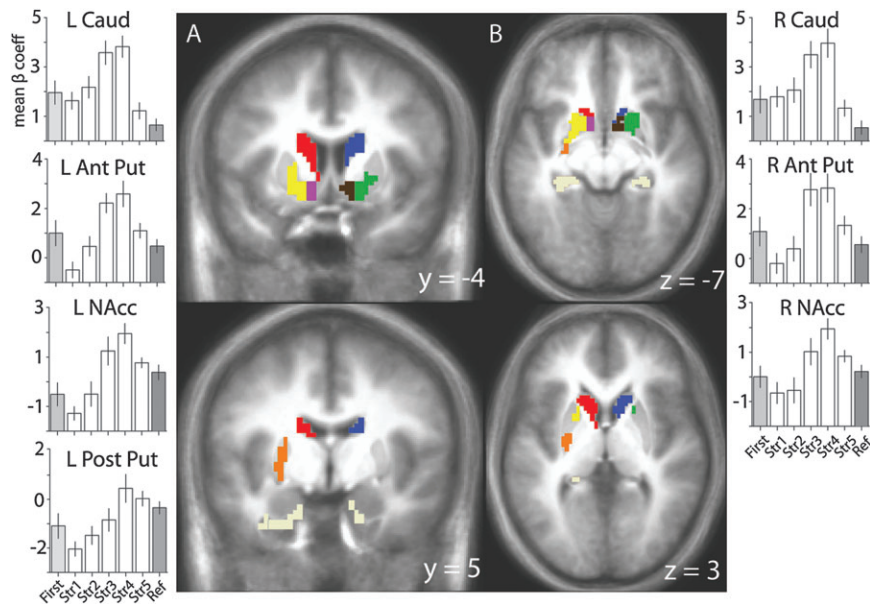 L Caud
mean β coeff
5
3
1
L Ant Put
4
2
0
L NAcc
3
1
-1
L Post Put
2
0
-2
First
Str1
Str2
Str3
Str4
Str5
Ref
A
y = -4
y = 5
B
z = -7
z = 3
R Caud
5
3
1
R Ant Put
4
2
0
R NAcc
3
1
-1
First
Str1
Str2
Str3
Str4
Str5
Ref